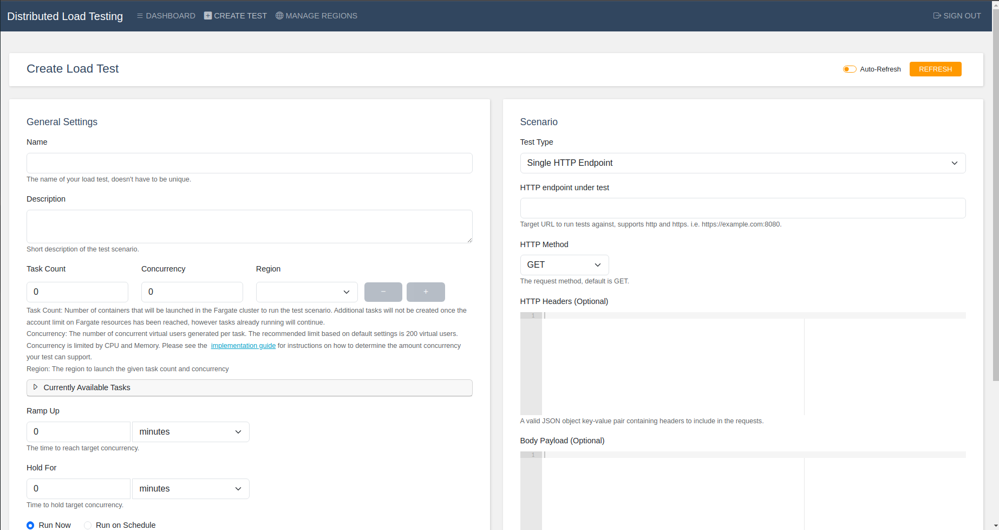 Distributed Load Testing DASHBOARD CREATE TEST MANAGE REGIONS SIGN OUT
Create Load Test
Auto-Refresh REFRESH
General Settings
Name
The name of your load test, doesn't have to be unique.
Description
Short description of the test scenario.
Task Count Concurrency Region
0 0 − +
Task Count: Number of containers that will be launched in the Fargate cluster to run the test scenario. Additional tasks will not be created once the
account limit on Fargate resources has been reached, however tasks already running will continue.
Concurrency: The number of concurrent virtual users generated per task. The recommended limit based on default settings is 200 virtual users.
Concurrency is limited by CPU and Memory. Please see the implementation guide for instructions on how to determine the amount concurrency
your test can support.
Region: The region to launch the given task count and concurrency
Currently Available Tasks
Ramp Up
0 minutes
The time to reach target concurrency.
Hold For
0 minutes
Time to hold target concurrency.
Run Now Run on Schedule
Scenario
Test Type
Single HTTP Endpoint
HTTP endpoint under test
Target URL to run tests against, supports http and https. i.e. https://example.com:8080.
HTTP Method
GET
The request method, default is GET.
HTTP Headers (Optional)
1
A valid JSON object key-value pair containing headers to include in the requests.
Body Payload (Optional)
1